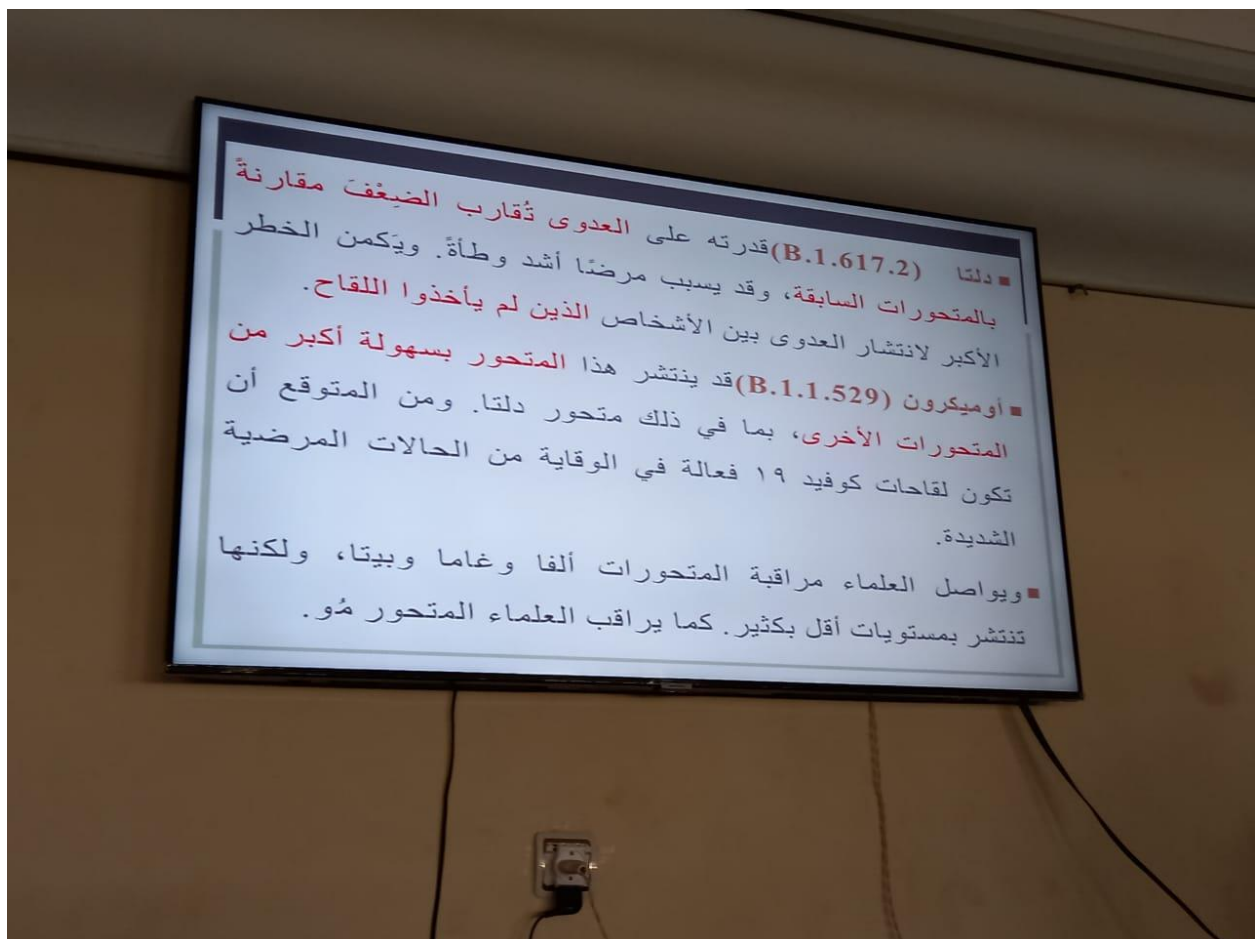 ▪ دلتا (B.1.617.2)قدرته على العدوى تُقارب الضِعْفَ مقارنةً
بالمتحورات السابقة، وقد يسبب مرضًا أشد وطأةً. ويَكمن الخطر
الأكبر لانتشار العدوى بين الأشخاص الذين لم يأخذوا اللقاح.
▪ أوميكرون (B.1.1.529)قد ينتشر هذا المتحور بسهولة أكبر من
المتحورات الأخرى، بما في ذلك متحور دلتا. ومن المتوقع أن
تكون لقاحات كوفيد ١٩ فعالة في الوقاية من الحالات المرضية
الشديدة.
▪ ويواصل العلماء مراقبة المتحورات ألفا وغاما وبيتا، ولكنها
تنتشر بمستويات أقل بكثير. كما يراقب العلماء المتحور مُو.